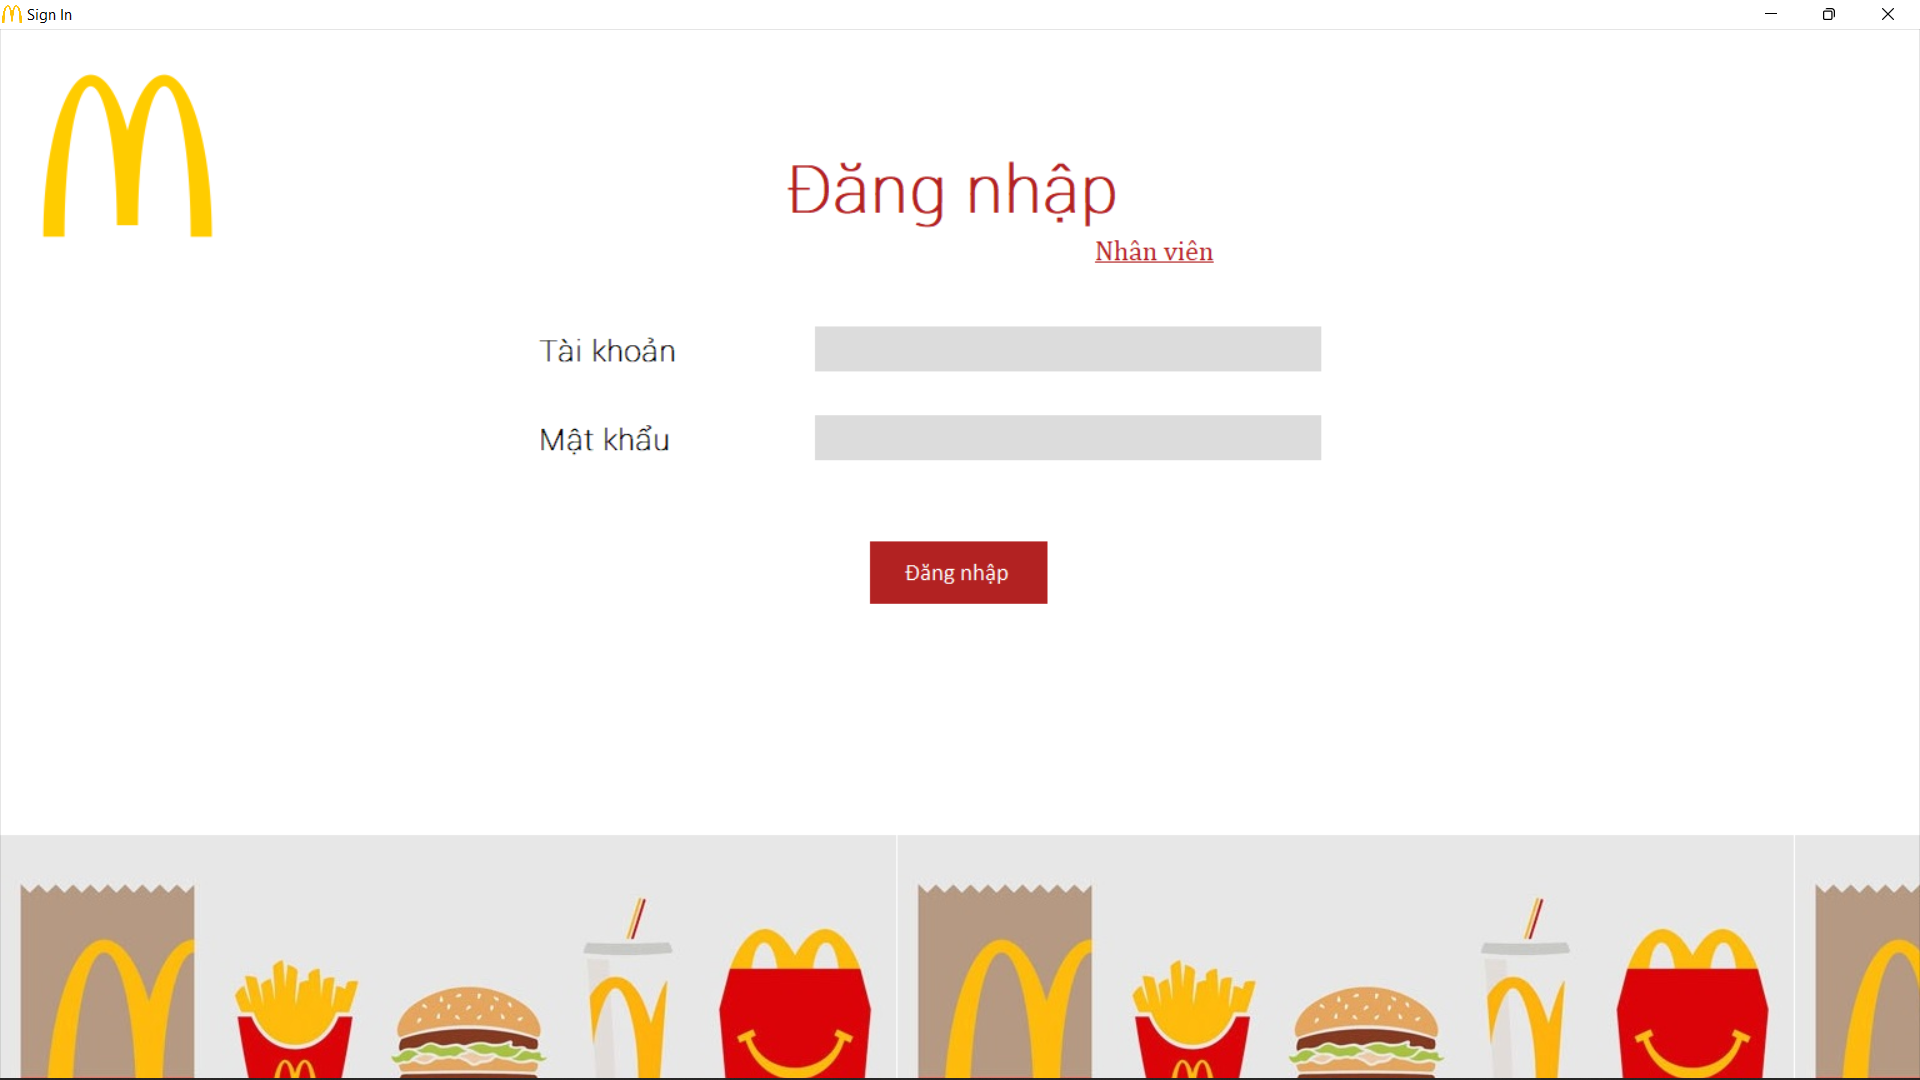 Sign In
Đăng nhập
Nhân viên
Tài khoản
Mật khẩu
Đăng nhập